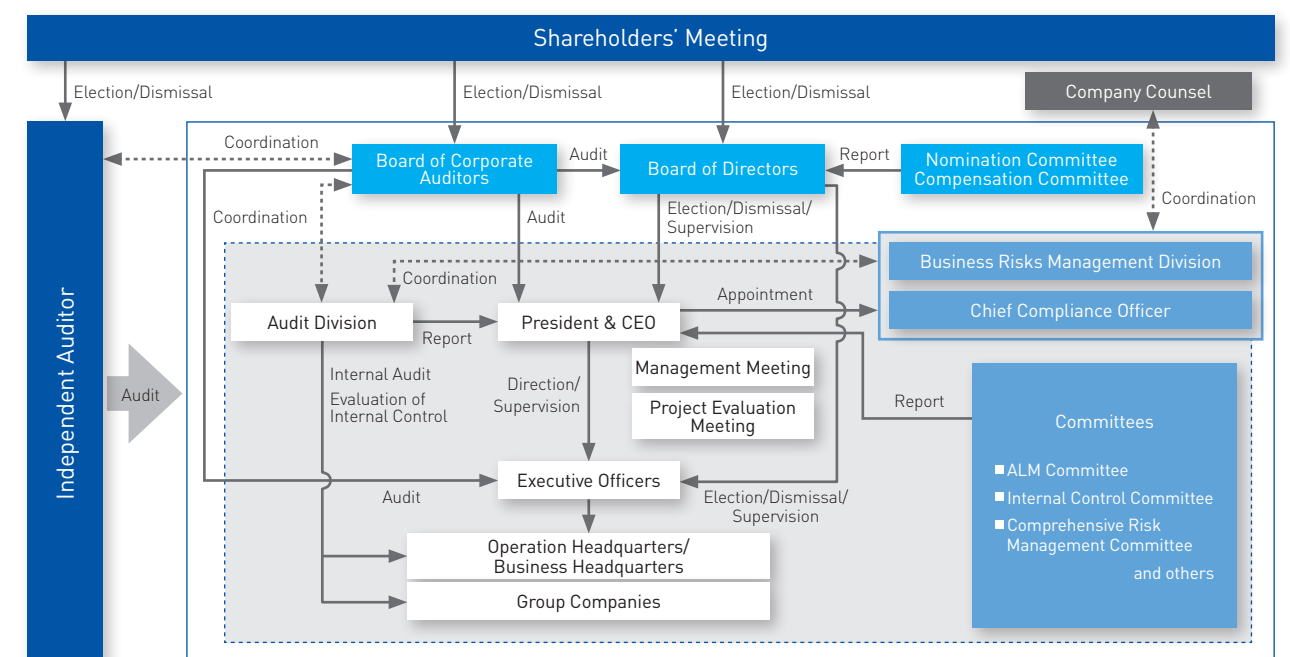 Shareholders’ Meeting
Election/Dismissal
Election/Dismissal
Election/Dismissal
Company Counsel
Independent Auditor
Audit
Coordination
Board of Corporate
Auditors
Audit
Board of Directors
Report
Nomination Committee
Compensation Committee
Coordination
Coordination
Audit
Election/Dismissal/
Supervision
Coordination
Business Risks Management Division
Chief Compliance Officer
Appointment
Audit Division
Report
President & CEO
Internal Audit
Evaluation of
Internal Control
Direction/
Supervision
Management Meeting
Project Evaluation
Meeting
Report
Committees
ALM Committee
Internal Control Committee
Comprehensive Risk
Management Committee
and others
Audit
Executive Officers
Election/Dismissal/
Supervision
Operation Headquarters/
Business Headquarters
Group Companies